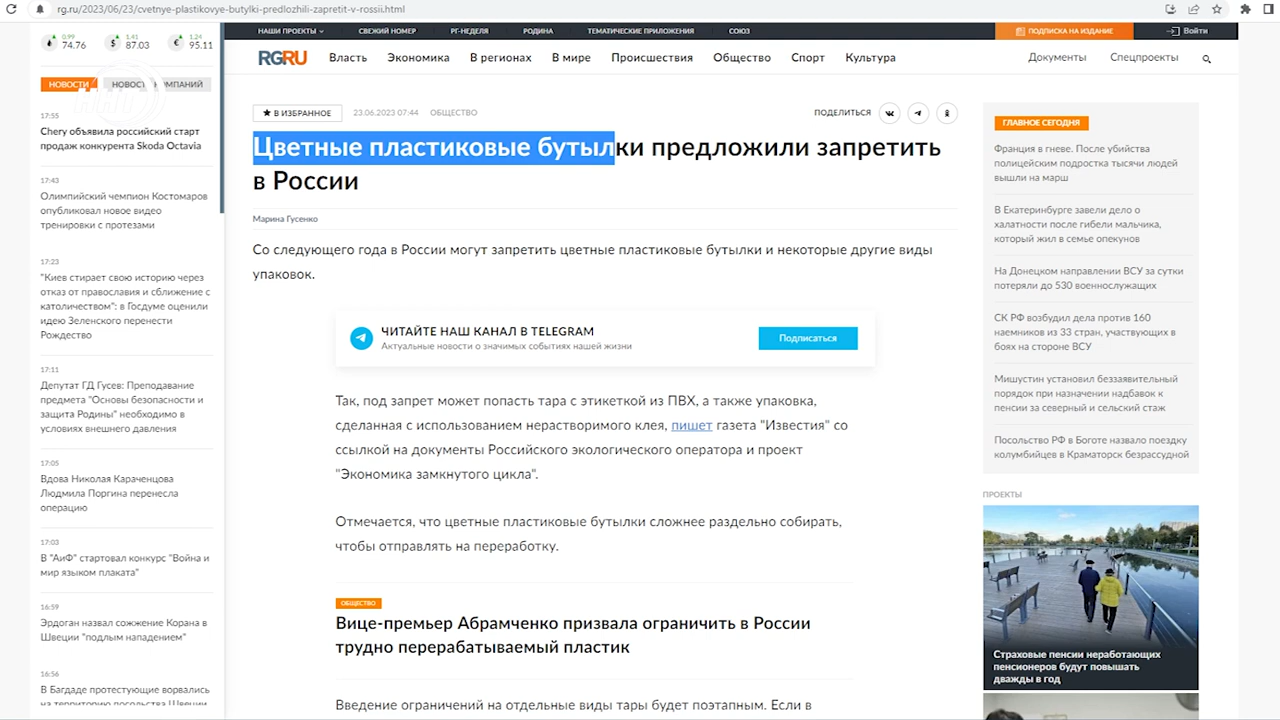 rg.ru/2023/06/23/cvetnye-plastikovye-butylki-predlozhili-zapretit-v-rossii.html
НАШИ ПРОЕКТЫ
СВЕЖИЙ НОМЕР
РГ-НЕДЕЛЯ
РОДИНА
ТЕМАТИЧЕСКИЕ ПРИЛОЖЕНИЯ
СОЮЗ
ПОДПИСКА НА ИЗДАНИЕ
Войти
0.99
74.76
$
1.41
87.03
€
1.24
95.11
RGRU
Власть
Экономика
В регионах
В мире
Происшествия
Общество
Спорт
Культура
Документы
Спецпроекты
НОВОСТИ
17:55
Chery объявила российский старт
продаж конкурента Skoda Octavia
17:43
Олимпийский чемпион Костомаров
опубликовал новое видео
тренировки с протезами
17:23
"Киев стирает свою историю через
отказ от православия и сближение с
католичеством": в Госдуме оценили
идею Зеленского перенести
Рождество
17:11
Депутат ГД Гусев: Преподавание
предмета "Основы безопасности и
защита Родины" необходимо в
условиях внешнего давления
17:05
Вдова Николая Караченцова
Людмила Поргина перенесла
операцию
17:03
В "АиФ" стартовал конкурс "Война и
мир языком плаката"
16:59
Эрдоган назвал сожжение Корана в
Швеции "подлым нападением"
16:56
В Багдаде протестующие ворвались
на территорию посольства Швеции
В ИЗБРАННОЕ
23.06.2023 07:44
ОБЩЕСТВО
ПОДЕЛИТЬСЯ
Цветные пластиковые бутылки предложили запретить
в России
Марина Гусенко
Со следующего года в России могут запретить цветные пластиковые бутылки и некоторые другие виды
упаковок.
ЧИТАЙТЕ НАШ КАНАЛ В TELEGRAM
Актуальные новости о значимых событиях нашей жизни
Подписаться
Так, под запрет может попасть тара с этикеткой из ПВХ, а также упаковка,
сделанная с использованием нерастворимого клея, пишет газета "Известия" со
ссылкой на документы Российского экологического оператора и проект
"Экономика замкнутого цикла".
Отмечается, что цветные пластиковые бутылки сложнее раздельно собирать,
чтобы отправлять на переработку.
ОБЩЕСТВО
Вице-премьер Абрамченко призвала ограничить в России
трудно перерабатываемый пластик
Введение ограничений на отдельные виды тары будет поэтапным. Если в
ГЛАВНОЕ СЕГОДНЯ
Франция в гневе. После убийства
полицейским подростка тысячи людей
вышли на марш
В Екатеринбурге завели дело о
халатности после гибели мальчика,
который жил в семье опекунов
На Донецком направлении ВСУ за сутки
потеряли до 530 военнослужащих
СК РФ возбудил дела против 160
наемников из 33 стран, участвующих в
боях на стороне ВСУ
Мишустин установил беззаявительный
порядок при назначении надбавок к
пенсии за северный и сельский стаж
Посольство РФ в Боготе назвало поездку
колумбийцев в Краматорск безрассудной
ПРОЕКТЫ
Страховые пенсии неработающих
пенсионеров будут повышать
дважды в год